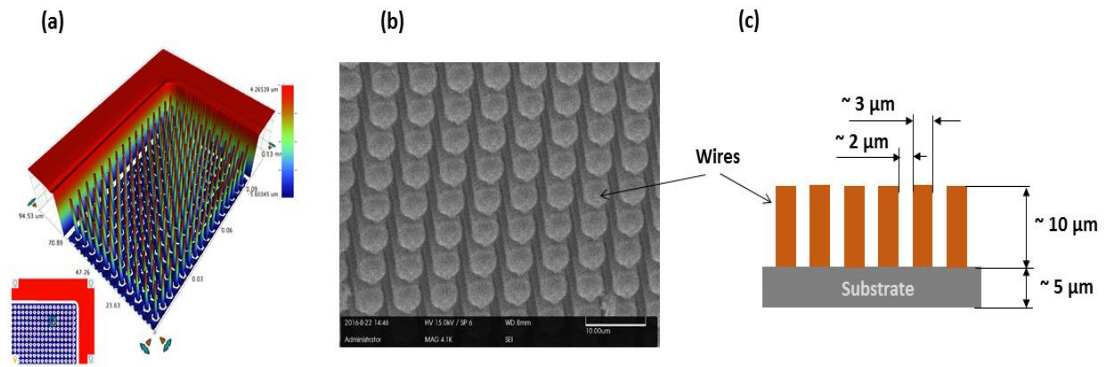 (a)
(b)
(c)
4.26539 um
0.13 mm
0.09
94.53 um
70.89
0.06
47.26
0.03
23.63
2016-8-22 14:46 HV 15.0kV / SP 6 WD 8mm
10.00um
Administrator MAG 4.1K SEI
Wires
~ 3 µm
~ 2 µm
~ 10 µm
Substrate
~ 5 µm